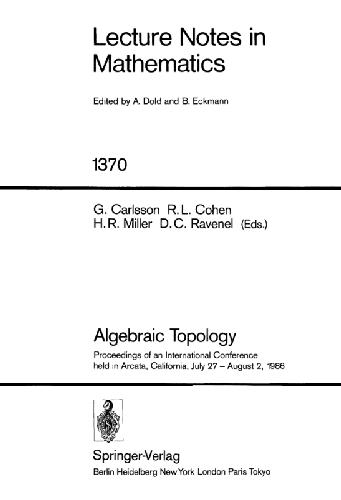 Lecture Notes in
Mathematics
Edited by A. Dold and B. Eckmann
1370
G. Carlsson R. L. Cohen
H. R. Miller D. C. Ravenel (Eds.)
Algebraic Topology
Proceedings of an International Conference
held in Arcata, California, July 27 – August 2, 1986
Springer-Verlag
Berlin Heidelberg New York London Paris Tokyo